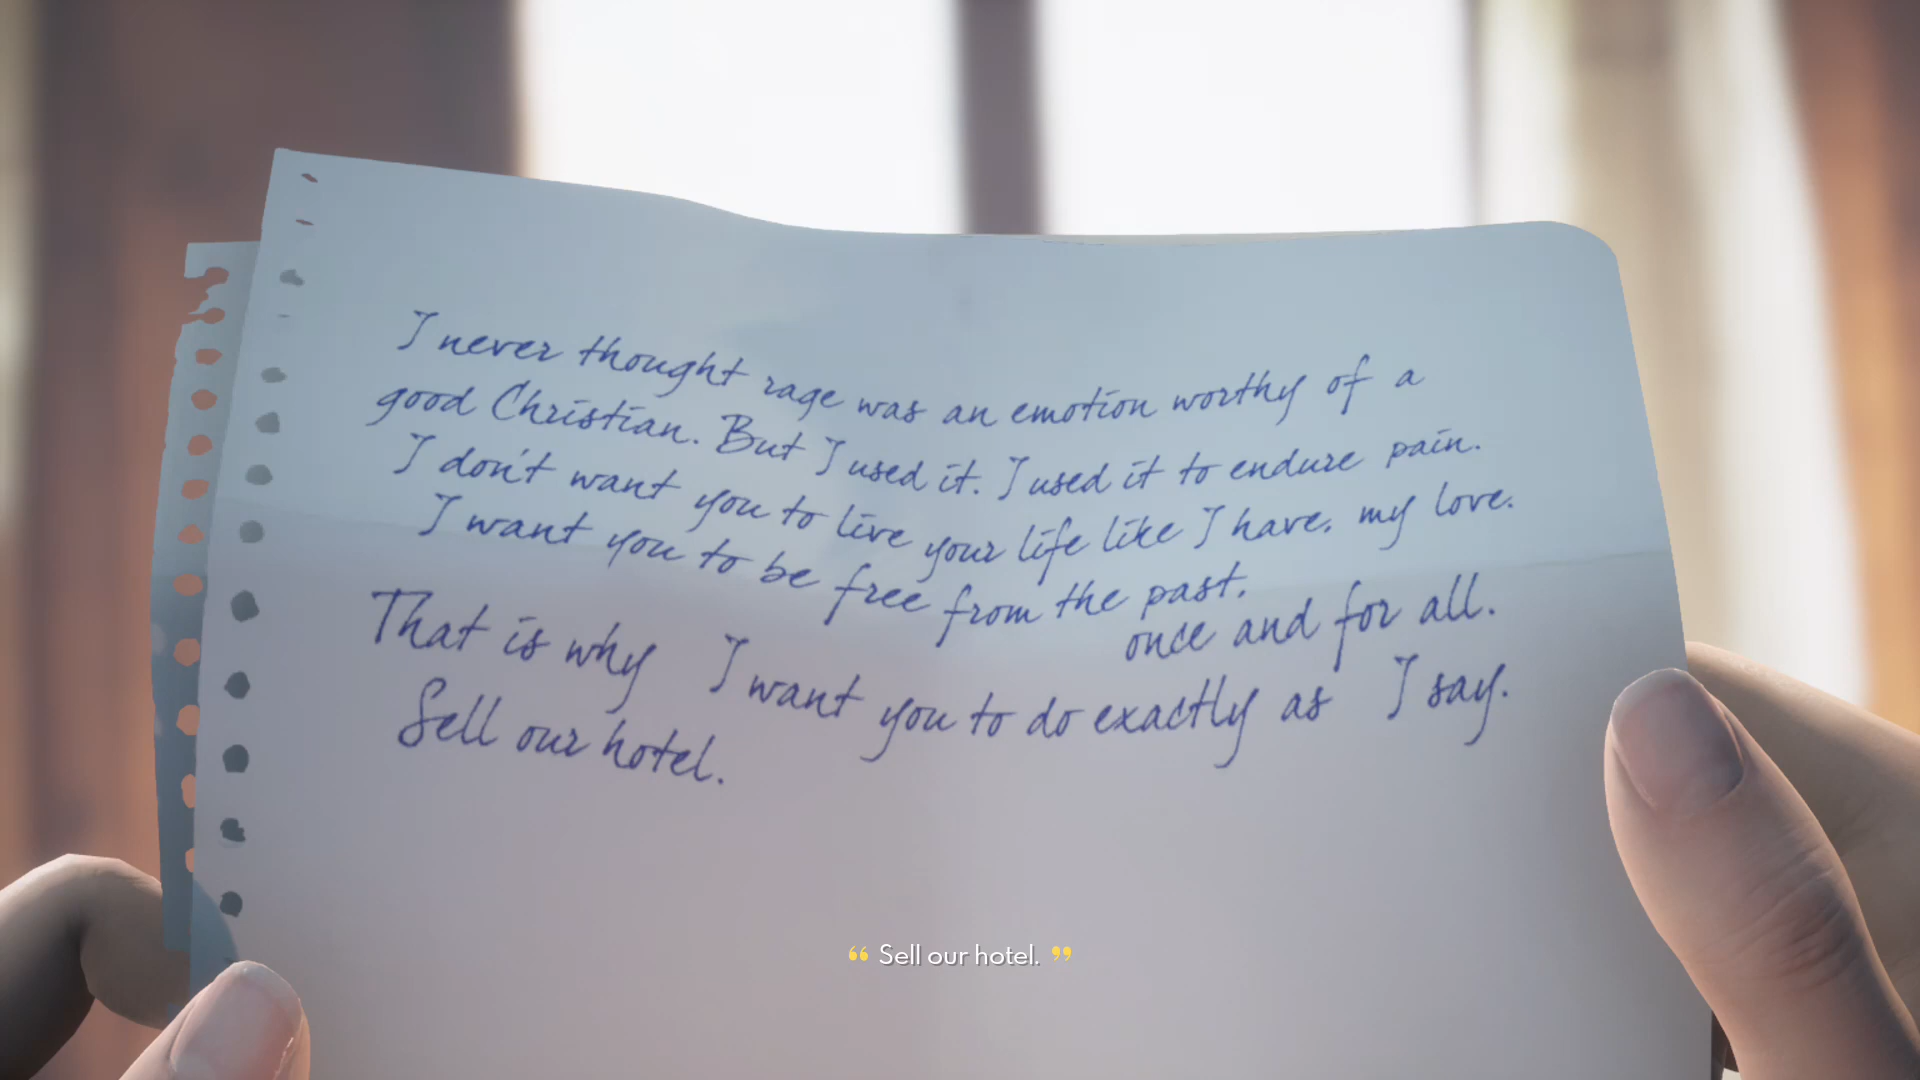 I never thought rage was an emotion worthy of a
good Christian. But I used it. I used it to endure pain.
I don't want you to live your life like I have, my love.
I want you to be free from the past,
once and for all.
That is why I want you to do exactly as I say.
Sell our hotel.
“ Sell our hotel. ”